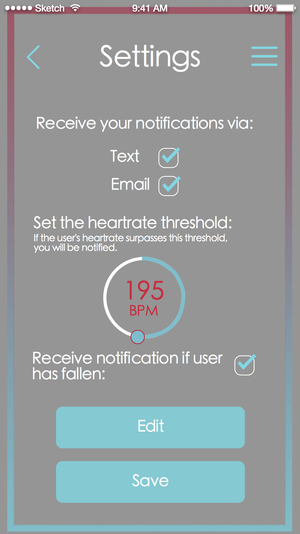 Sketch 9:41 AM 100%
Settings
Receive your notifications via:
Text
Email
Set the heartrate threshold:
If the user's heartrate surpasses this threshold,
you will be notified.
195
BPM
Receive notification if user
has fallen:
Edit
Save